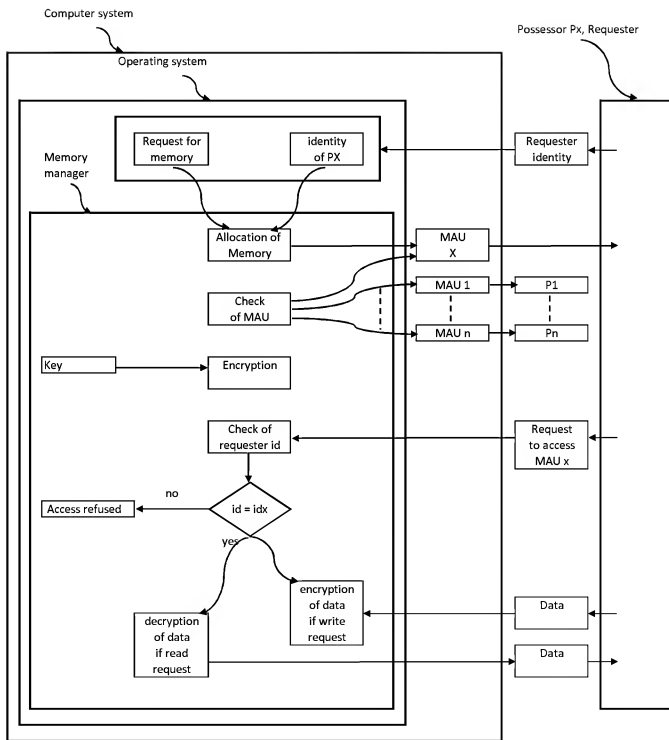 Computer system
Possessor Px, Requester
Operating system
Request for
memory
identity
of PX
Requester
identity
Memory
manager
Allocation of
Memory
MAU
X
Check
of MAU
MAU 1
P1
MAU n
Pn
Key
Encryption
Check of
requester id
Request
to access
MAU x
no
Access refused
id = idx
yes
encryption
of data
if write
request
Data
decryption
of data
if read
request
Data